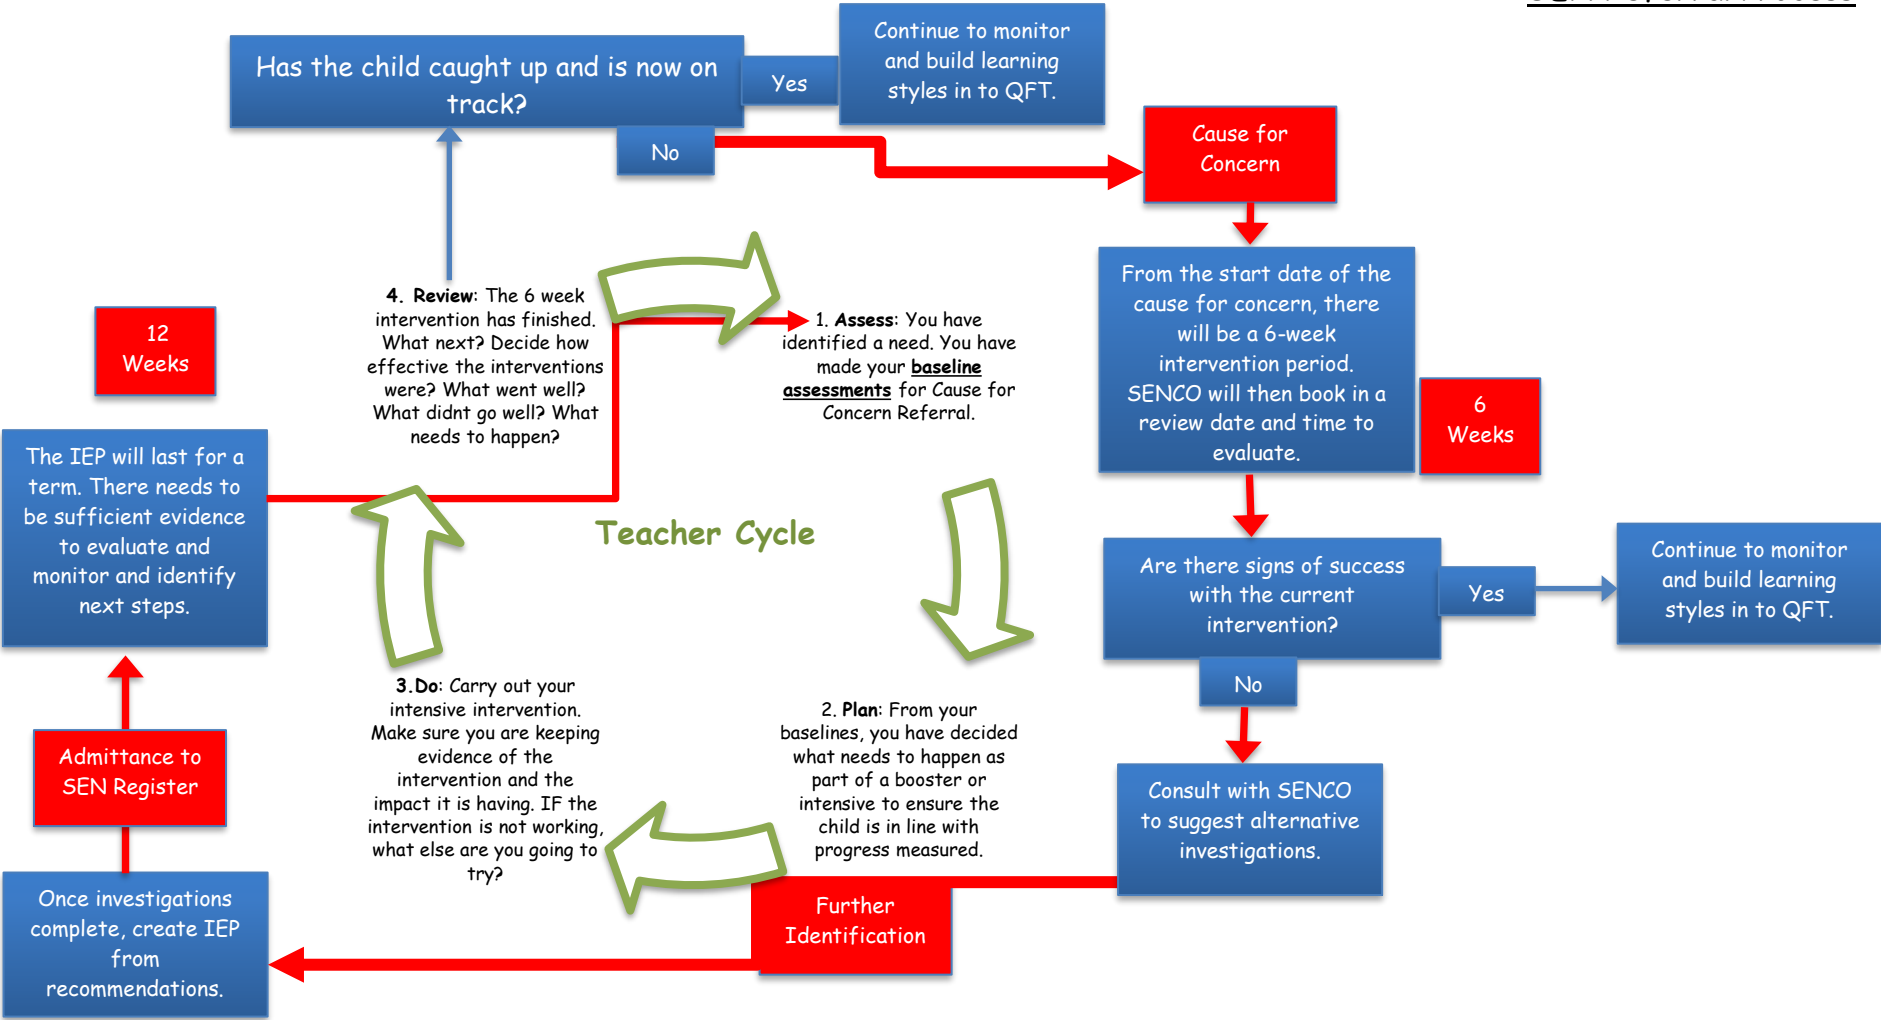 SEN Referral Process
Has the child caught up and is now on
track?
Yes
Continue to monitor
and build learning
styles in to QFT.
No
Cause for
Concern
From the start date of the
cause for concern, there
will be a 6-week
intervention period.
SENCO will then book in a
review date and time to
evaluate.
6
Weeks
Are there signs of success
with the current
intervention?
Yes
Continue to monitor
and build learning
styles in to QFT.
No
Consult with SENCO
to suggest alternative
investigations.
Further
Identification
Once investigations
complete, create IEP
from
recommendations.
Admittance to
SEN Register
The IEP will last for a
term. There needs to
be sufficient evidence
to evaluate and
monitor and identify
next steps.
12
Weeks
Teacher Cycle
1. Assess: You have
identified a need. You have
made your baseline
assessments for Cause for
Concern Referral.
2. Plan: From your
baselines, you have decided
what needs to happen as
part of a booster or
intensive to ensure the
child is in line with
progress measured.
3.Do: Carry out your
intensive intervention.
Make sure you are keeping
evidence of the
intervention and the
impact it is having. IF the
intervention is not working,
what else are you going to
try?
4. Review: The 6 week
intervention has finished.
What next? Decide how
effective the interventions
were? What went well?
What didnt go well? What
needs to happen?